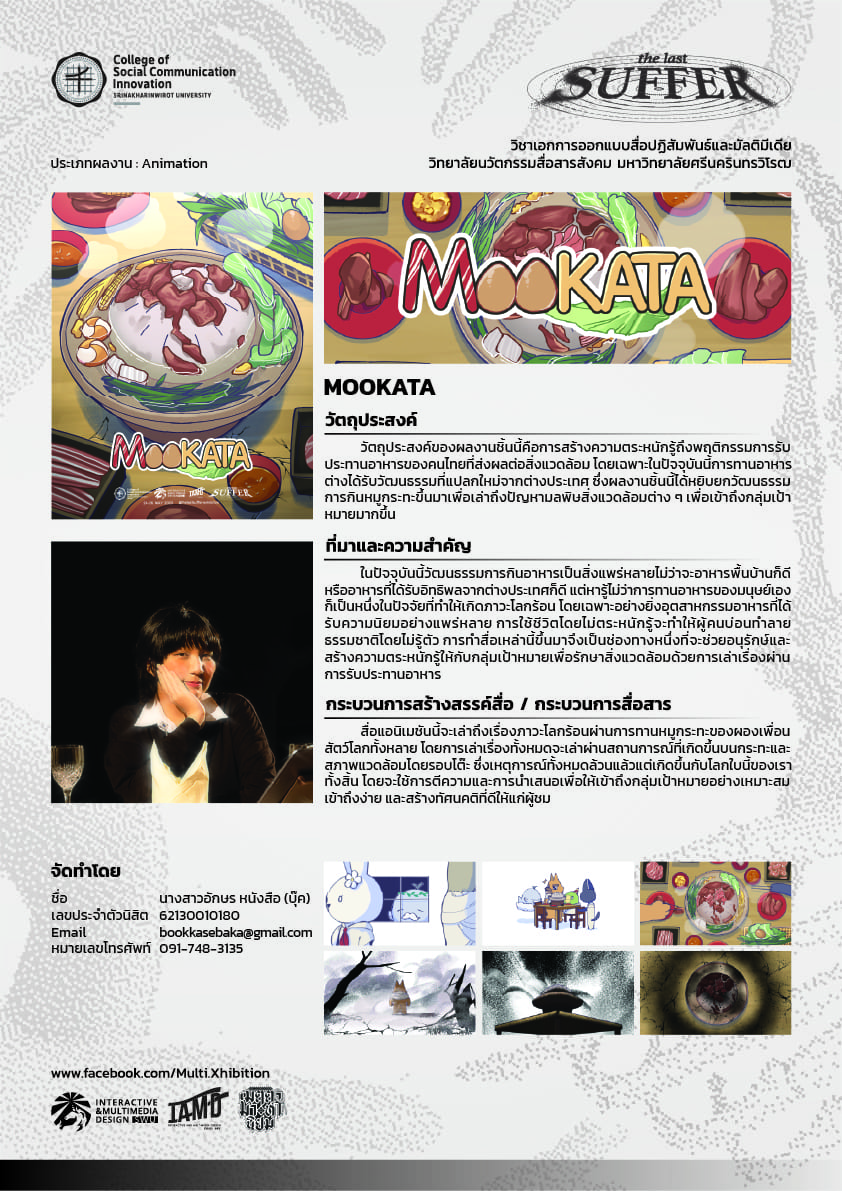 College of
Social Communication
Innovation
SRINAKHARINWIROT UNIVERSITY
the last
SUFFER
วิชาเอกการออกแบบสื่อปฏิสัมพันธ์และมัลติมีเดีย
ประเภทผลงาน : Animation
วิทยาลัยนวัตกรรมสื่อสารสังคม มหาวิทยาลัยศรีนครินทรวิโรฒ
MOOKATA
MOOKATA
IAMD
SUFFER
MOOKATA
วัตถุประสงค์
วัตถุประสงค์ของผลงานชิ้นนี้คือการสร้างความตระหนักรู้ถึงพฤติกรรมการรับ
ประทานอาหารของคนไทยที่ส่งผลต่อสิ่งแวดล้อม โดยเฉพาะในปัจจุบันนี้การทานอาหาร
ต่างได้รับวัฒนธรรมที่แปลกใหม่จากต่างประเทศ ซึ่งผลงานชิ้นนี้ได้หยิบยกวัฒนธรรม
การกินหมูกระทะขึ้นมาเพื่อเล่าถึงปัญหามลพิษสิ่งแวดล้อมต่าง ๆ เพื่อเข้าถึงกลุ่มเป้า
หมายมากขึ้น
ที่มาและความสำคัญ
ในปัจจุบันนี้วัฒนธรรมการกินอาหารเป็นสิ่งแพร่หลายไม่ว่าจะอาหารพื้นบ้านก็ดี
หรืออาหารที่ได้รับอิทธิพลจากต่างประเทศก็ดี แต่หารู้ไม่ว่าการทานอาหารของมนุษย์เอง
ก็เป็นหนึ่งในปัจจัยที่ทำให้เกิดภาวะโลกร้อน โดยเฉพาะอย่างยิ่งอุตสาหกรรมอาหารที่ได้
รับความนิยมอย่างแพร่หลาย การใช้ชีวิตโดยไม่ตระหนักรู้จะทำให้ผู้คนบ่อนทำลาย
ธรรมชาติโดยไม่รู้ตัว การทำสื่อเหล่านี้ขึ้นมาจึงเป็นช่องทางหนึ่งที่จะช่วยอนุรักษ์และ
สร้างความตระหนักรู้ให้กับกลุ่มเป้าหมายเพื่อรักษาสิ่งแวดล้อมด้วยการเล่าเรื่องผ่าน
การรับประทานอาหาร
กระบวนการสร้างสรรค์สื่อ / กระบวนการสื่อสาร
สื่อแอนิเมชันนี้จะเล่าถึงเรื่องภาวะโลกร้อนผ่านการทานหมูกระทะของผองเพื่อน
สัตว์โลกทั้งหลาย โดยการเล่าเรื่องทั้งหมดจะเล่าผ่านสถานการณ์ที่เกิดขึ้นบนกระทะและ
สภาพแวดล้อมโดยรอบโต๊ะ ซึ่งเหตุการณ์ทั้งหมดล้วนแล้วแต่เกิดขึ้นกับโลกใบนี้ของเรา
ทั้งสิ้น โดยจะใช้การตีความและการนำเสนอเพื่อให้เข้าถึงกลุ่มเป้าหมายอย่างเหมาะสม
เข้าถึงง่าย และสร้างทัศนคติที่ดีให้แก่ผู้ชม
จัดทำโดย
ชื่อ นางสาวอักษร หนังสือ (บุ๊ค)
เลขประจำตัวนิสิต 62130010180
Email bookkasebaka@gmail.com
หมายเลขโทรศัพท์ 091-748-3135
www.facebook.com/Multi.Xhibition
INTERACTIVE
&MULTIMEDIA
DESIGN SWU
IAMD